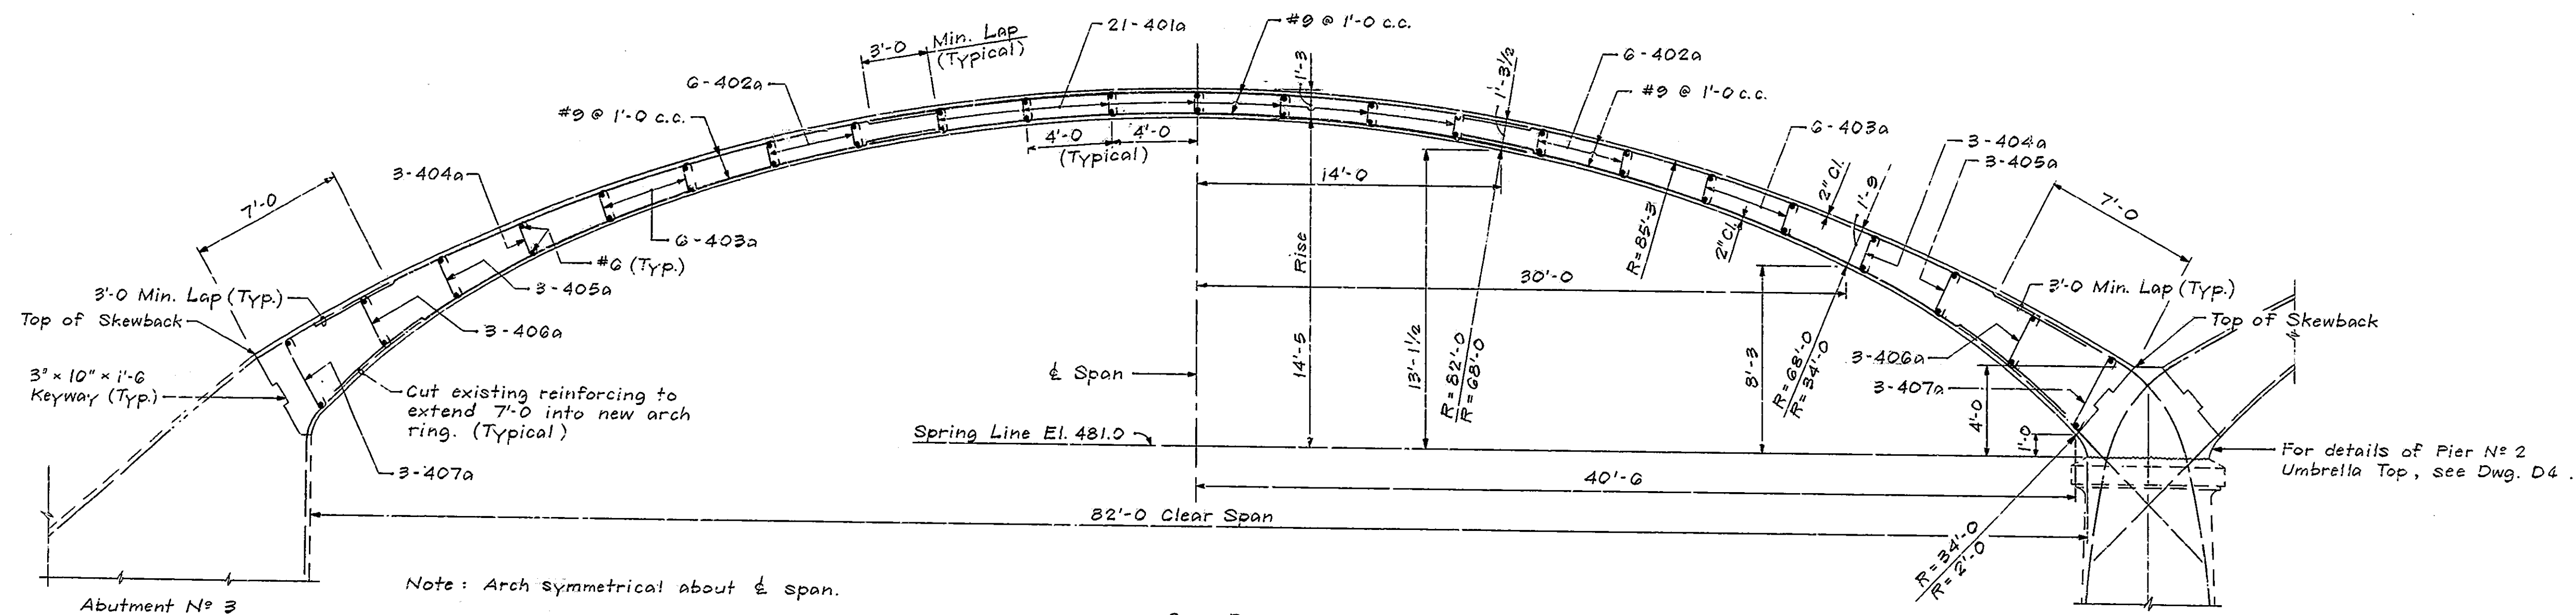 21-401a
#9 @ 1'-0 c.c.
3'-0
Min. Lap
(Typical)
6-402a
#9 @ 1'-0 c.c.
4'-0
4'-0
(Typical)
1'-3
1'-3 1/2
6-402a
#9 @ 1'-0 c.c.
6-403a
3-404a
3-405a
2" Cl.
1'-9
7'-0
3-404a
7'-0
6-403a
#6 (Typ.)
3-405a
3-406a
14'-0
Rise
14'-5
30'-0
R=85'-3
2" Cl.
13'-1 1/2
R=82'-0
R=68'-0
8'-3
R=68'-0
R=34'-0
3'-0 Min. Lap (Typ.)
Top of Skewback
3" x 10" x 1'-6
Keyway (Typ.)
Cut existing reinforcing to
extend 7'-0 into new arch
ring. (Typical)
3-407a
℄ Span
Spring Line El. 481.0
3'-0 Min. Lap (Typ.)
Top of Skewback
3-406a
3-407a
4'-0
1'-0
For details of Pier Nº 2
Umbrella Top, see Dwg. D4.
40'-6
82'-0 Clear Span
R=34'-0
R=2'-0
Note: Arch symmetrical about ℄ span.
Abutment Nº 3